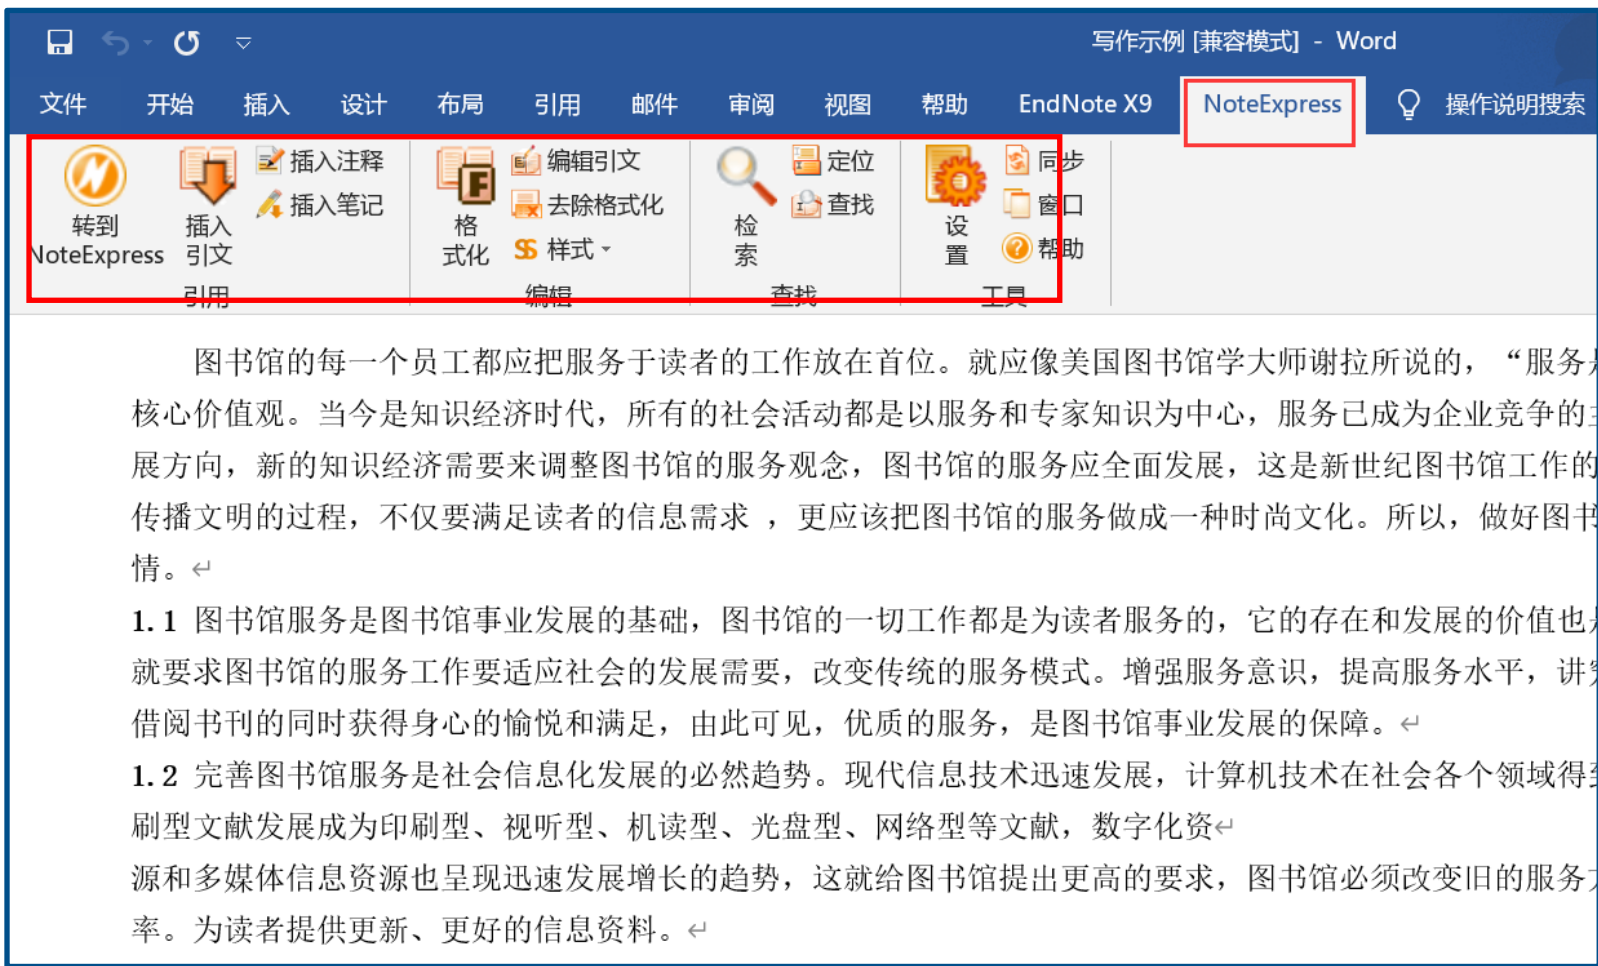 写作示例 [兼容模式] - Word
文件 开始 插入 设计 布局 引用 邮件 审阅 视图 帮助 EndNote X9 NoteExpress 操作说明搜索
转到 NoteExpress
插入引文
插入注释
插入笔记
引用
格式化
编辑引文
去除格式化
样式
编辑
检索
定位
查找
查找
设置
同步
窗口
帮助
工具
图书馆的每一个员工都应把服务于读者的工作放在首位。就应像美国图书馆学大师谢拉所说的，“服务是
核心价值观。当今是知识经济时代，所有的社会活动都是以服务和专家知识为中心，服务已成为企业竞争的主
展方向，新的知识经济需要来调整图书馆的服务观念，图书馆的服务应全面发展，这是新世纪图书馆工作的
传播文明的过程，不仅要满足读者的信息需求 ，更应该把图书馆的服务做成一种时尚文化。所以，做好图书
情。
1.1 图书馆服务是图书馆事业发展的基础，图书馆的一切工作都是为读者服务的，它的存在和发展的价值也是
就要求图书馆的服务工作要适应社会的发展需要，改变传统的服务模式。增强服务意识，提高服务水平，讲究
借阅书刊的同时获得身心的愉悦和满足，由此可见，优质的服务，是图书馆事业发展的保障。
1.2 完善图书馆服务是社会信息化发展的必然趋势。现代信息技术迅速发展，计算机技术在社会各个领域得到
刷型文献发展成为印刷型、视听型、机读型、光盘型、网络型等文献，数字化资
源和多媒体信息资源也呈现迅速发展增长的趋势，这就给图书馆提出更高的要求，图书馆必须改变旧的服务方
率。为读者提供更新、更好的信息资料。